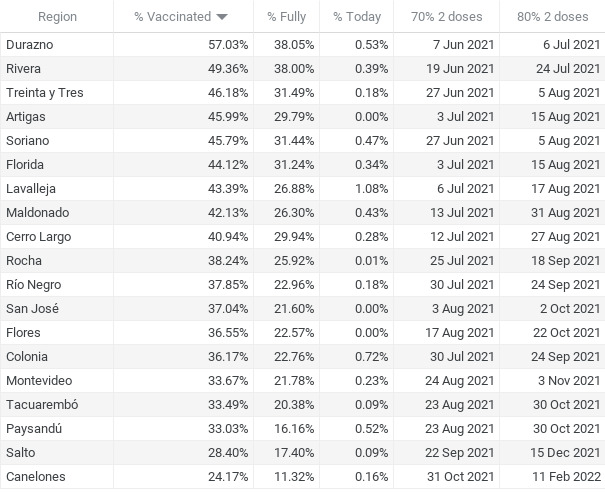 Region % Vaccinated % Fully % Today 70% 2 doses 80% 2 doses
Durazno 57.03% 38.05% 0.53% 7 Jun 2021 6 Jul 2021
Rivera 49.36% 38.00% 0.39% 19 Jun 2021 24 Jul 2021
Treinta y Tres 46.18% 31.49% 0.18% 27 Jun 2021 5 Aug 2021
Artigas 45.99% 29.79% 0.00% 3 Jul 2021 15 Aug 2021
Soriano 45.79% 31.44% 0.47% 27 Jun 2021 5 Aug 2021
Florida 44.12% 31.24% 0.34% 3 Jul 2021 15 Aug 2021
Lavalleja 43.39% 26.88% 1.08% 6 Jul 2021 17 Aug 2021
Maldonado 42.13% 26.30% 0.43% 13 Jul 2021 31 Aug 2021
Cerro Largo 40.94% 29.94% 0.28% 12 Jul 2021 27 Aug 2021
Rocha 38.24% 25.92% 0.01% 25 Jul 2021 18 Sep 2021
Río Negro 37.85% 22.96% 0.18% 30 Jul 2021 24 Sep 2021
San José 37.04% 21.60% 0.00% 3 Aug 2021 2 Oct 2021
Flores 36.55% 22.57% 0.00% 17 Aug 2021 22 Oct 2021
Colonia 36.17% 22.76% 0.72% 30 Jul 2021 24 Sep 2021
Montevideo 33.67% 21.78% 0.23% 24 Aug 2021 3 Nov 2021
Tacuarembó 33.49% 20.38% 0.09% 23 Aug 2021 30 Oct 2021
Paysandú 33.03% 16.16% 0.52% 23 Aug 2021 30 Oct 2021
Salto 28.40% 17.40% 0.09% 22 Sep 2021 15 Dec 2021
Canelones 24.17% 11.32% 0.16% 31 Oct 2021 11 Feb 2022